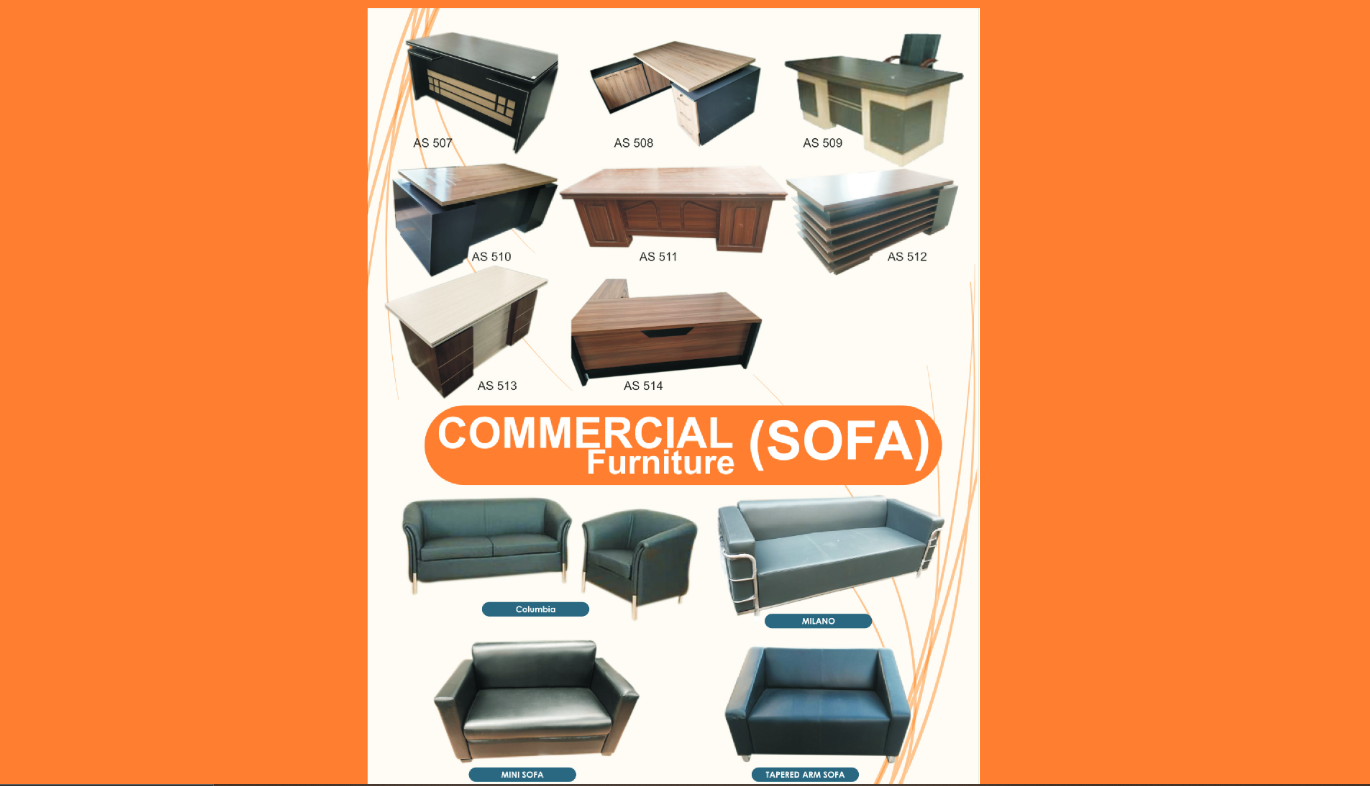 AS 507
AS 508
AS 509
AS 510
AS 511
AS 512
AS 513
AS 514
COMMERCIAL (SOFA)
Furniture
Columbia
MILANO
MINI SOFA
TAPERED ARM SOFA